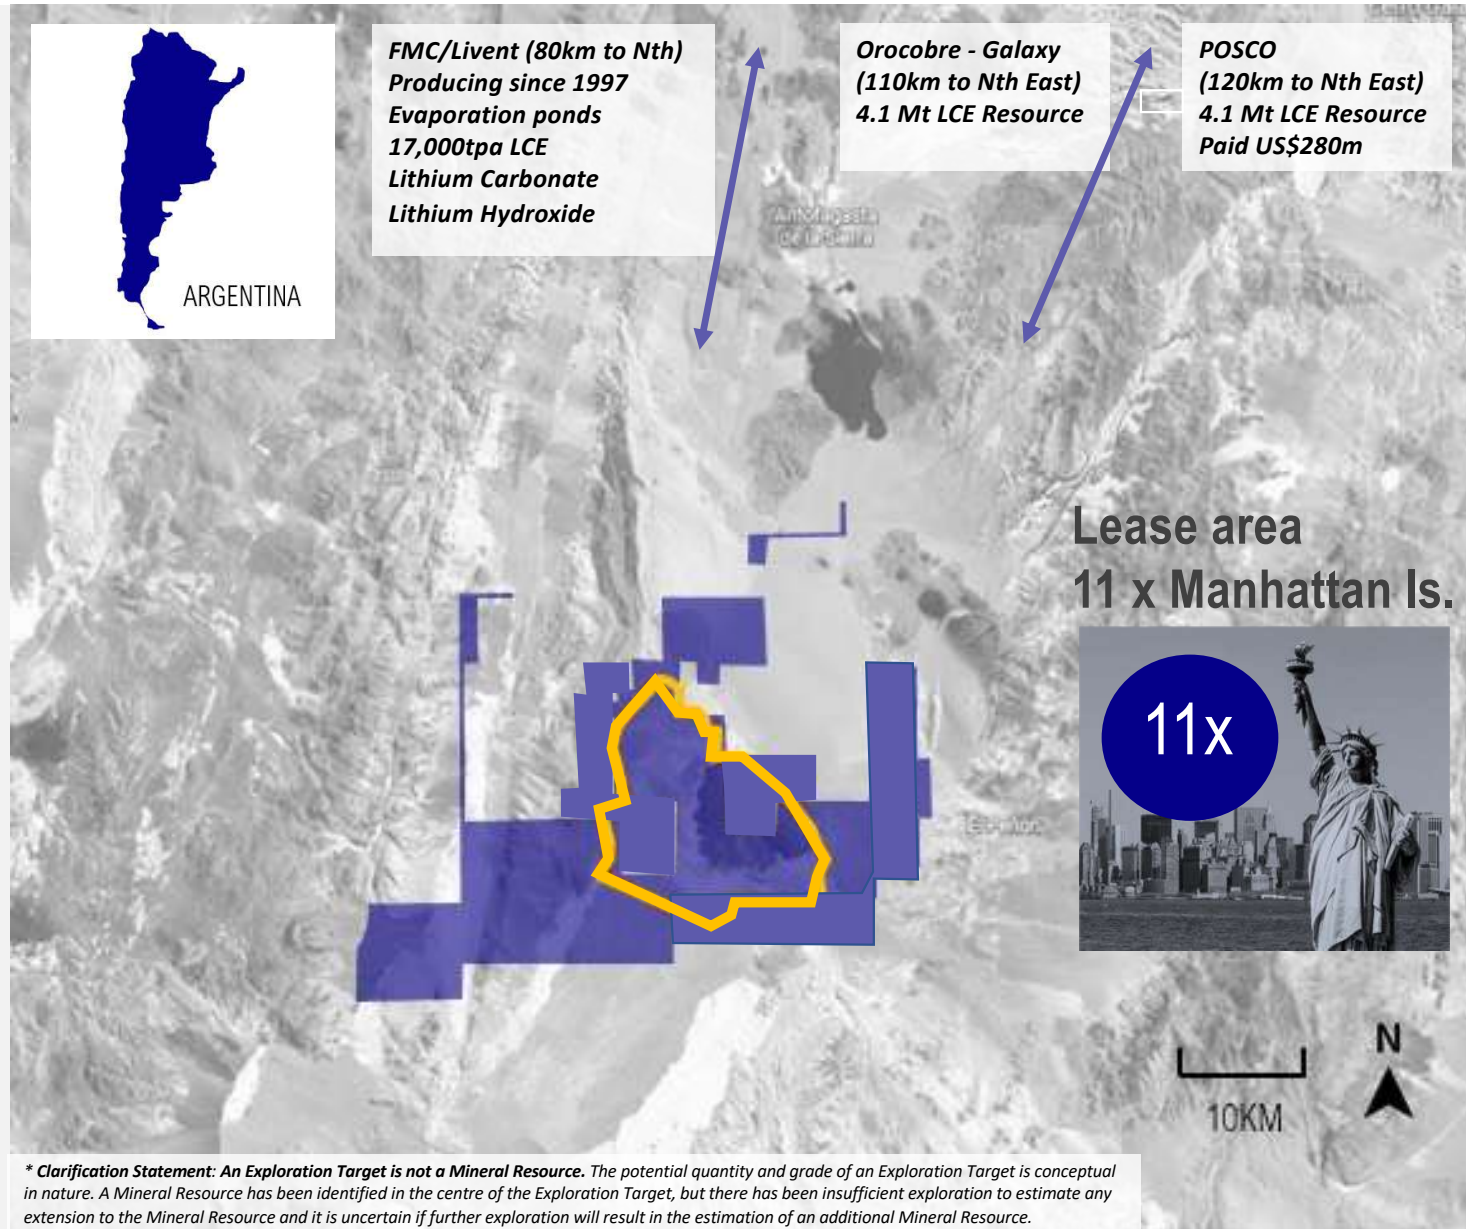 ARGENTINA
FMC/Livent (80km to Nth)
Producing since 1997
Evaporation ponds
17,000tpa LCE
Lithium Carbonate
Lithium Hydroxide
Orocobre - Galaxy
(110km to Nth East)
4.1 Mt LCE Resource
POSCO
(120km to Nth East)
4.1 Mt LCE Resource
Paid US$280m
Antofagasta
de la Sierra
Lease area
11 x Manhattan Is.
11x
N
10KM
* Clarification Statement: An Exploration Target is not a Mineral Resource. The potential quantity and grade of an Exploration Target is conceptual
in nature. A Mineral Resource has been identified in the centre of the Exploration Target, but there has been insufficient exploration to estimate any
extension to the Mineral Resource and it is uncertain if further exploration will result in the estimation of an additional Mineral Resource.